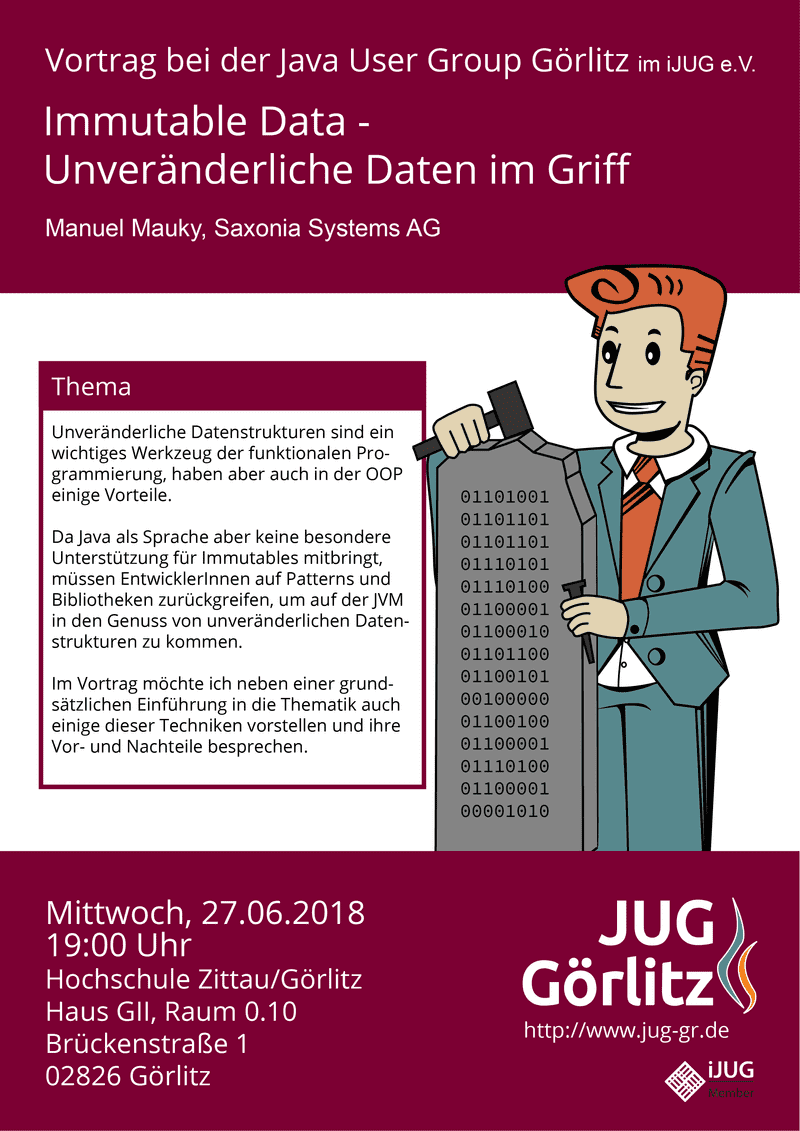 Vortrag bei der Java User Group Görlitz im iJUG e.V.
Immutable Data -
Unveränderliche Daten im Griff
Manuel Mauky, Saxonia Systems AG
Thema
Unveränderliche Datenstrukturen sind ein
wichtiges Werkzeug der funktionalen Pro-
grammierung, haben aber auch in der OOP
einige Vorteile.
Da Java als Sprache aber keine besondere
Unterstützung für Immutables mitbringt,
müssen EntwicklerInnen auf Patterns und
Bibliotheken zurückgreifen, um auf der JVM
in den Genuss von unveränderlichen Daten-
strukturen zu kommen.
Im Vortrag möchte ich neben einer grund-
sätzlichen Einführung in die Thematik auch
einige dieser Techniken vorstellen und ihre
Vor- und Nachteile besprechen.
01101001
01101101
01101101
01110101
01110100
01100001
01100010
01101100
01100101
00100000
01100100
01100001
01110100
01100001
00001010
Mittwoch, 27.06.2018
19:00 Uhr
Hochschule Zittau/Görlitz
Haus GII, Raum 0.10
Brückenstraße 1
02826 Görlitz
JUG
Görlitz
http://www.jug-gr.de
iJUG
Member